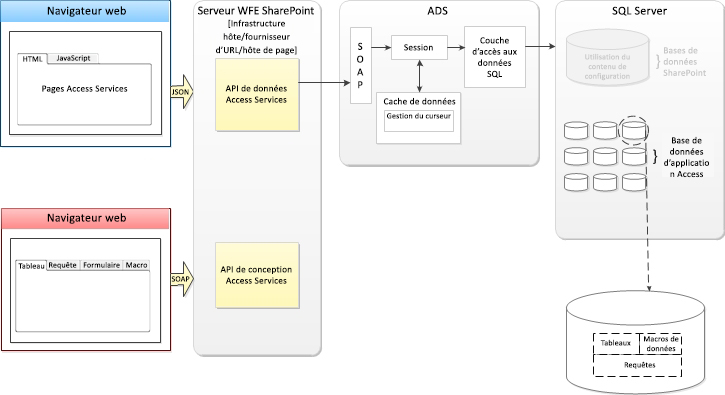 Navigateur web
HTML
JavaScript
Pages Access Services
JSON
Navigateur web
Tableau
Requête
Formulaire
Macro
SOAP
Serveur WFE SharePoint
[Infrastructure
hôte/fournisseur
d'URL/hôte de page]
API de données
Access Services
API de conception
Access Services
ADS
S
O
A
P
Session
Couche
d'accès aux
données
SQL
Cache de données
Gestion du curseur
SQL Server
Utilisation du
contenu de
configuration
Bases de
données
SharePoint
Base de
données
d'applicatio
n Access
Tableaux
Macros de
données
Requêtes